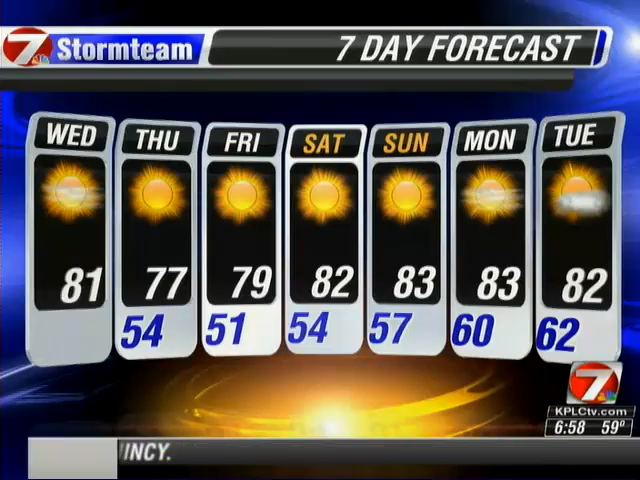 7 Stormteam 7 DAY FORECAST
WED THU FRI SAT SUN MON TUE
81 77 79 82 83 83 82
54 51 54 57 60 62
7
KPLCtv.com
6:58 59°
INCY.